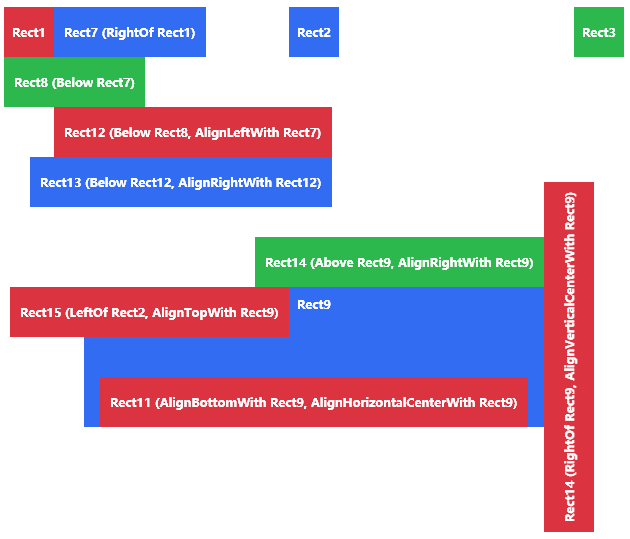 Rect1
Rect7 (RightOf Rect1)
Rect2
Rect3
Rect8 (Below Rect7)
Rect12 (Below Rect8, AlignLeftWith Rect7)
Rect13 (Below Rect12, AlignRightWith Rect12)
Rect14 (Above Rect9, AlignRightWith Rect9)
Rect15 (LeftOf Rect2, AlignTopWith Rect9)
Rect9
Rect11 (AlignBottomWith Rect9, AlignHorizontalCenterWith Rect9)
Rect14 (RightOf Rect9, AlignVerticalCenterWith Rect9)